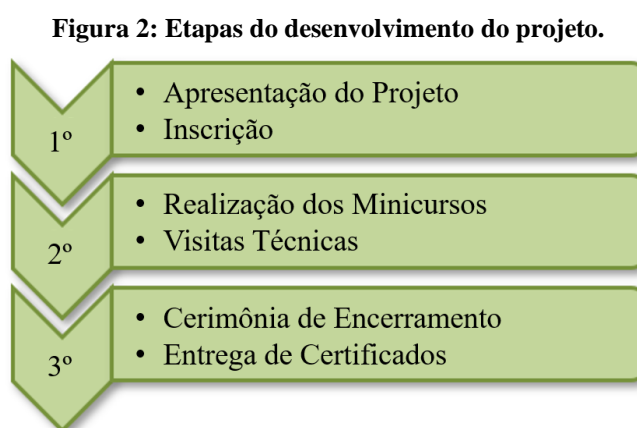 Figura 2: Etapas do desenvolvimento do projeto.
1º
• Apresentação do Projeto
• Inscrição
2º
• Realização dos Minicursos
• Visitas Técnicas
3º
• Cerimônia de Encerramento
• Entrega de Certificados